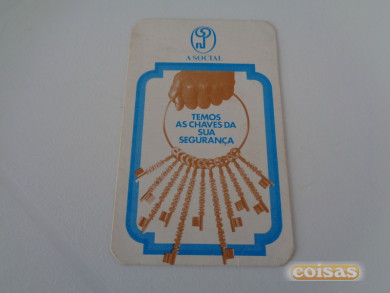 A SOCIAL
TEMOS
AS CHAVES DA
SUA
SEGURANÇA
coisas